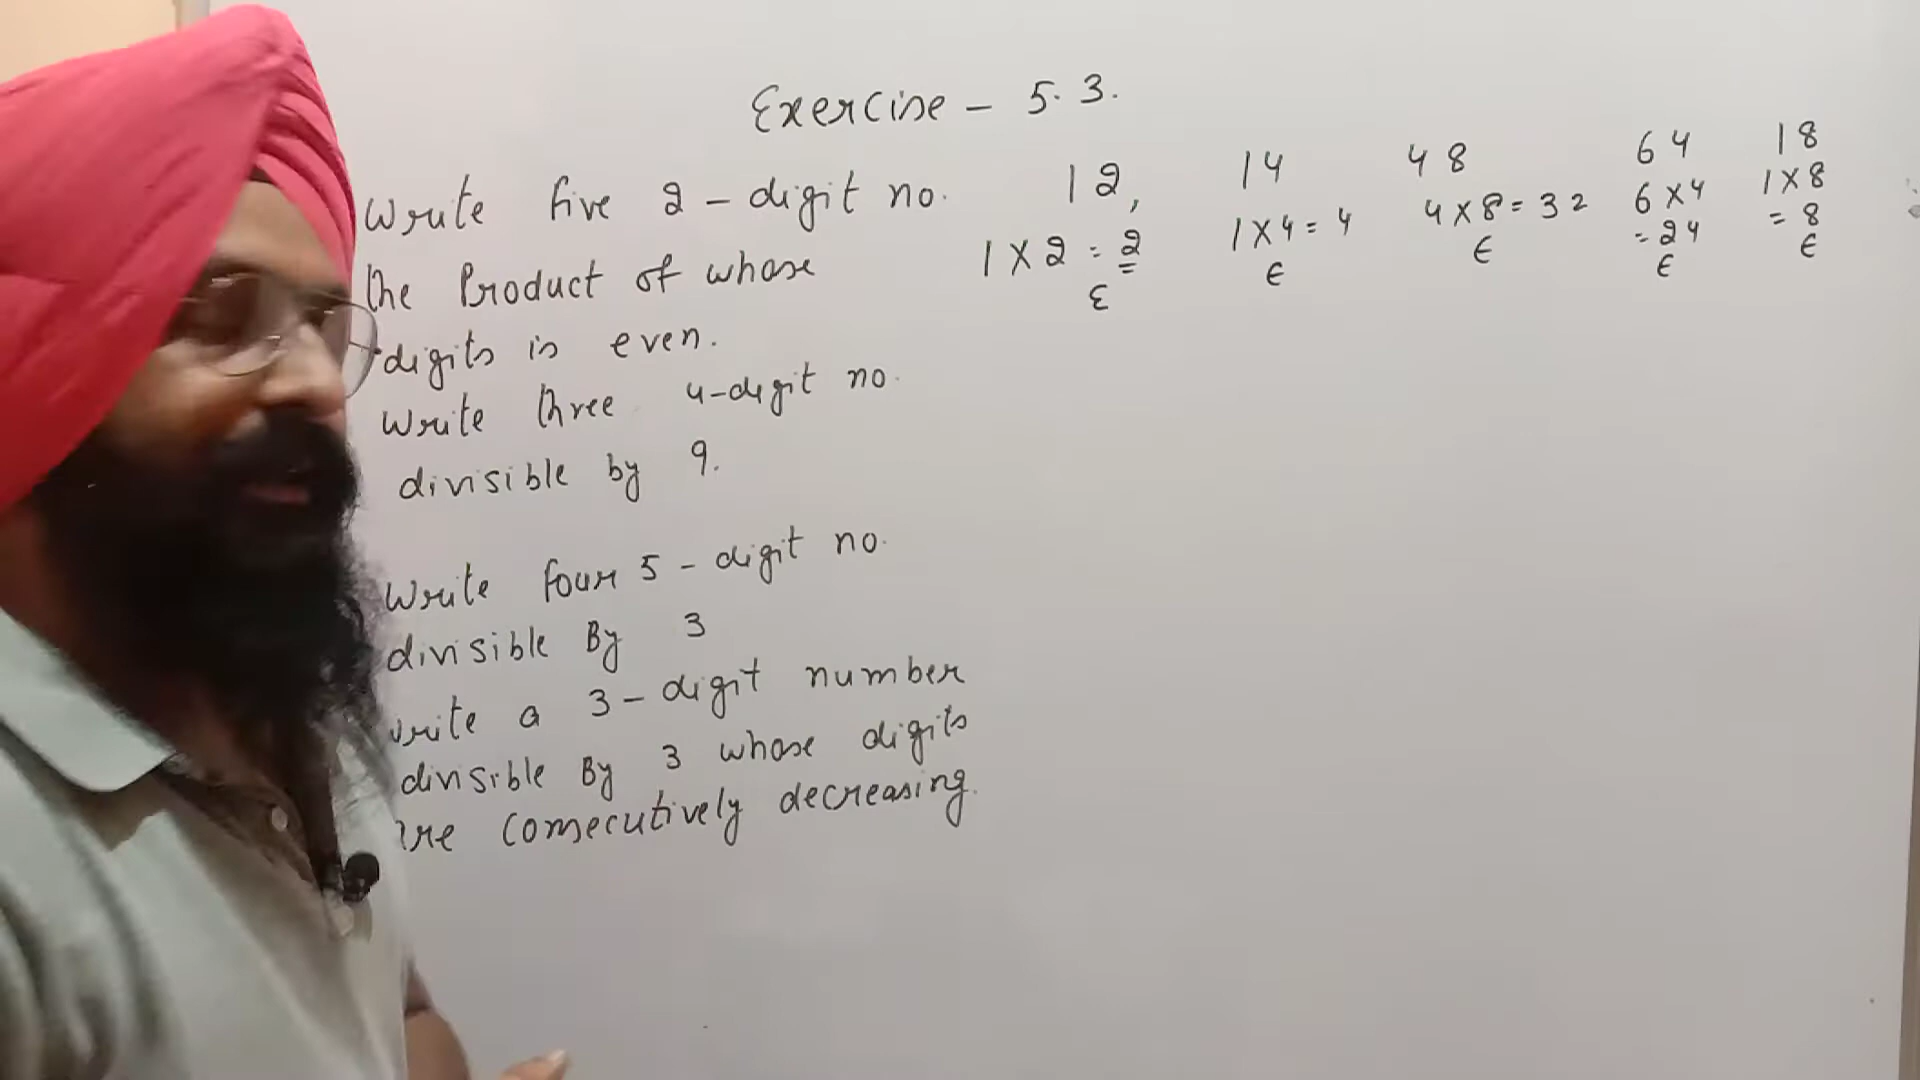 Exercise - 5.3.
Write five 2-digit no.
the Product of whose
digits is even.
Write three 4-digit no.
divisible by 9.
Write four 5-digit no.
divisible By 3
write a 3-digit number
divisible By 3 whose digits
are consecutively decreasing.
12,
1 X 2 = 2
E
14
1 X 4 = 4
E
48
4 X 8 = 32
E
64
6 X 4
= 24
E
18
1 X 8
= 8
E